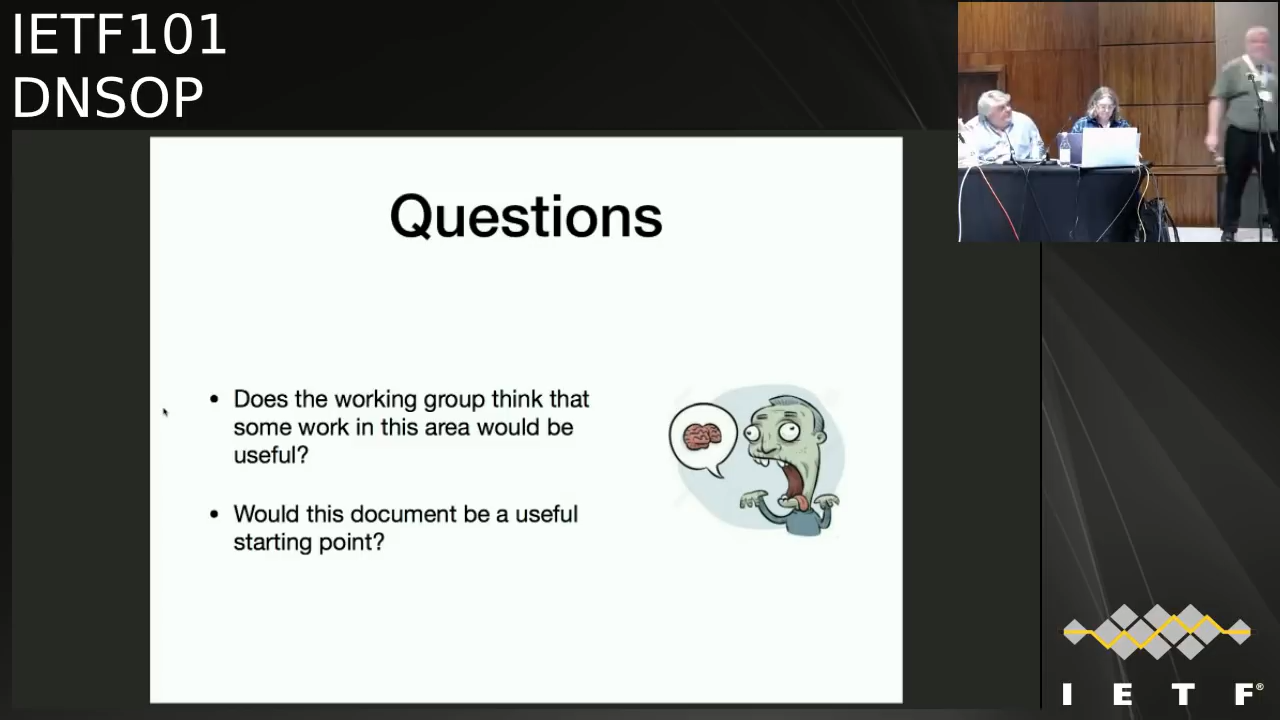 IETF101
DNSOP
Questions
• Does the working group think that
some work in this area would be
useful?
• Would this document be a useful
starting point?
I E T F®